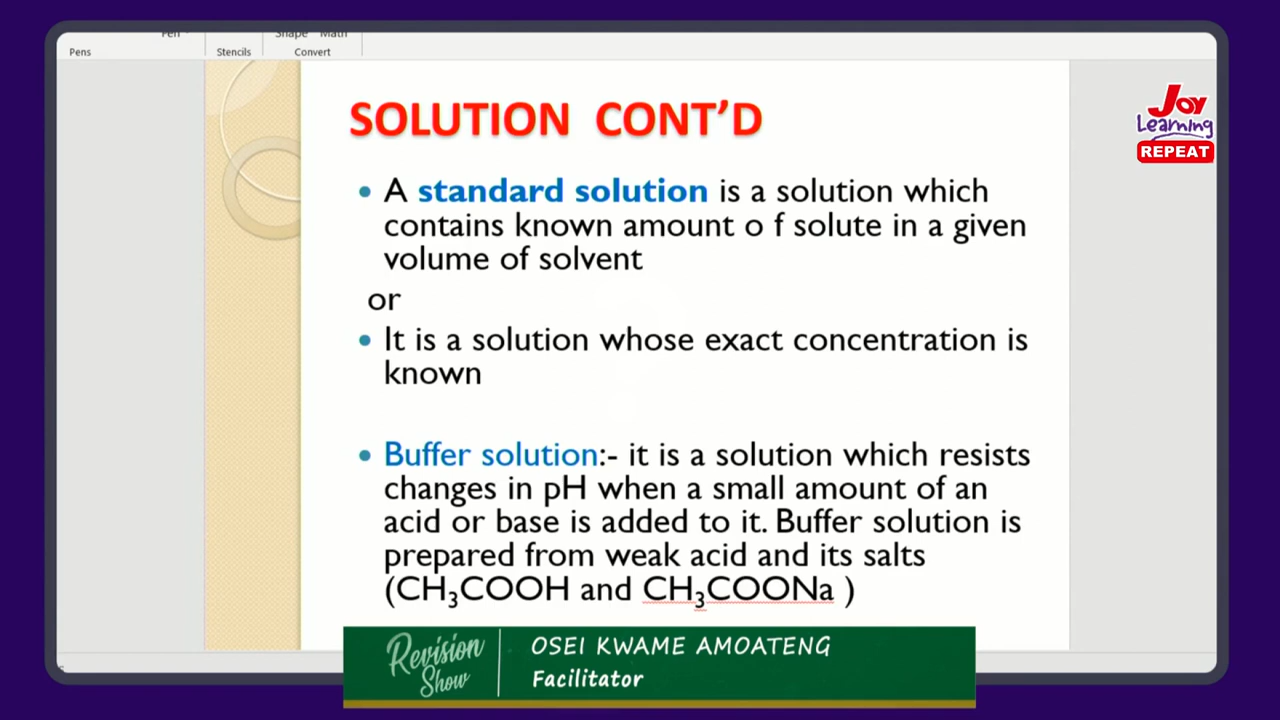 Pen
Shape Math
Pens
Stencils
Convert
SOLUTION CONT’D
Joy
Learning
REPEAT
• A standard solution is a solution which
contains known amount o f solute in a given
volume of solvent
or
• It is a solution whose exact concentration is
known
• Buffer solution:- it is a solution which resists
changes in pH when a small amount of an
acid or base is added to it. Buffer solution is
prepared from weak acid and its salts
(CH₃COOH and CH₃COONa )
Revision
Show
OSEI KWAME AMOATENG
Facilitator